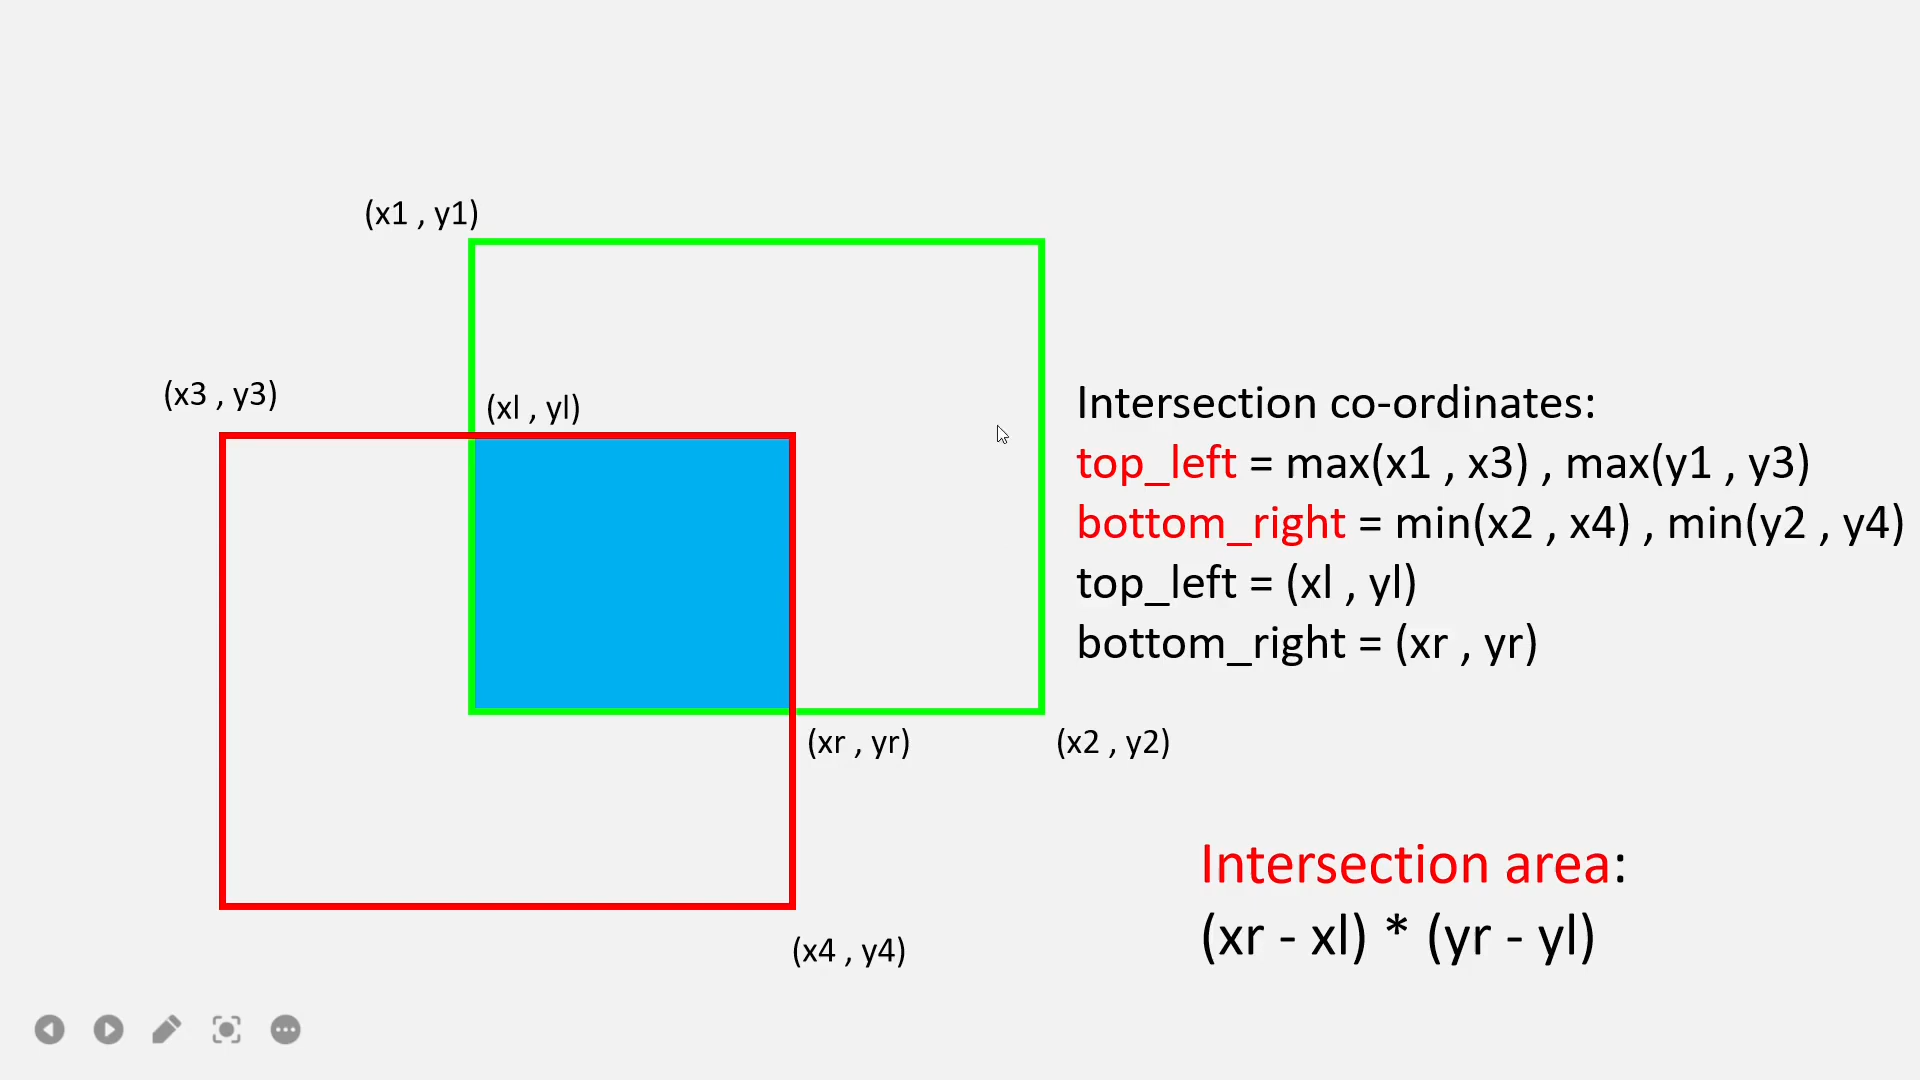 (x1 , y1)
(x3 , y3)
(xl , yl)
(xr , yr)
(x2 , y2)
(x4 , y4)
Intersection co-ordinates:
top_left = max(x1 , x3) , max(y1 , y3)
bottom_right = min(x2 , x4) , min(y2 , y4)
top_left = (xl , yl)
bottom_right = (xr , yr)
Intersection area:
(xr - xl) * (yr - yl)